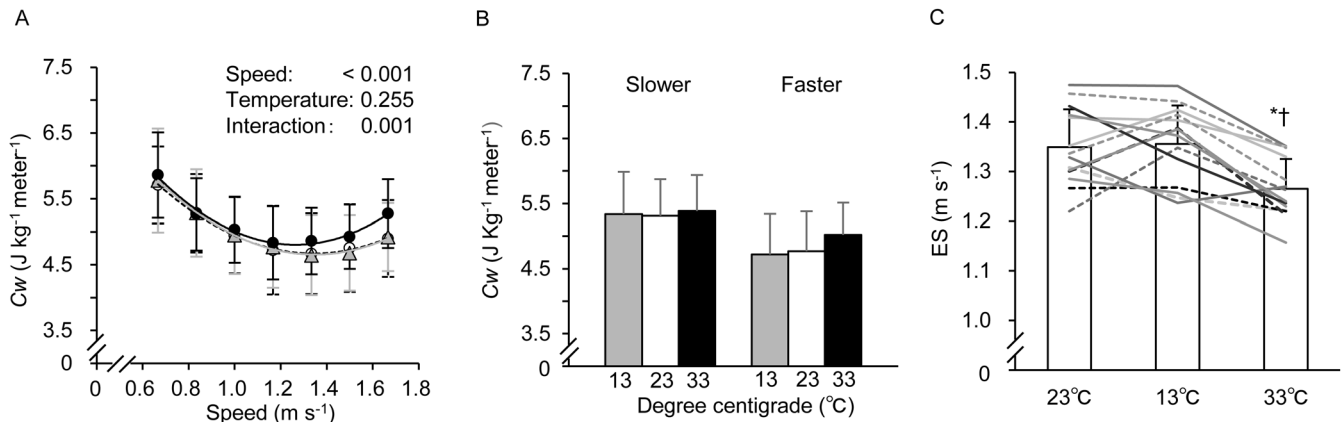 A
Cw (J kg⁻¹ meter⁻¹)
7.5
6.5
5.5
4.5
3.5
0
Speed: < 0.001
Temperature: 0.255
Interaction: 0.001
0 0.6 0.8 1.0 1.2 1.4 1.6 1.8
Speed (m s⁻¹)
B
Cw (J Kg⁻¹ meter⁻¹)
7.5
6.5
5.5
4.5
3.5
0
Slower Faster
13 23 33 13 23 33
Degree centigrade (℃)
C
ES (m s⁻¹)
1.5
1.4
1.3
1.2
1.1
1.0
0
*†
23℃ 13℃ 33℃